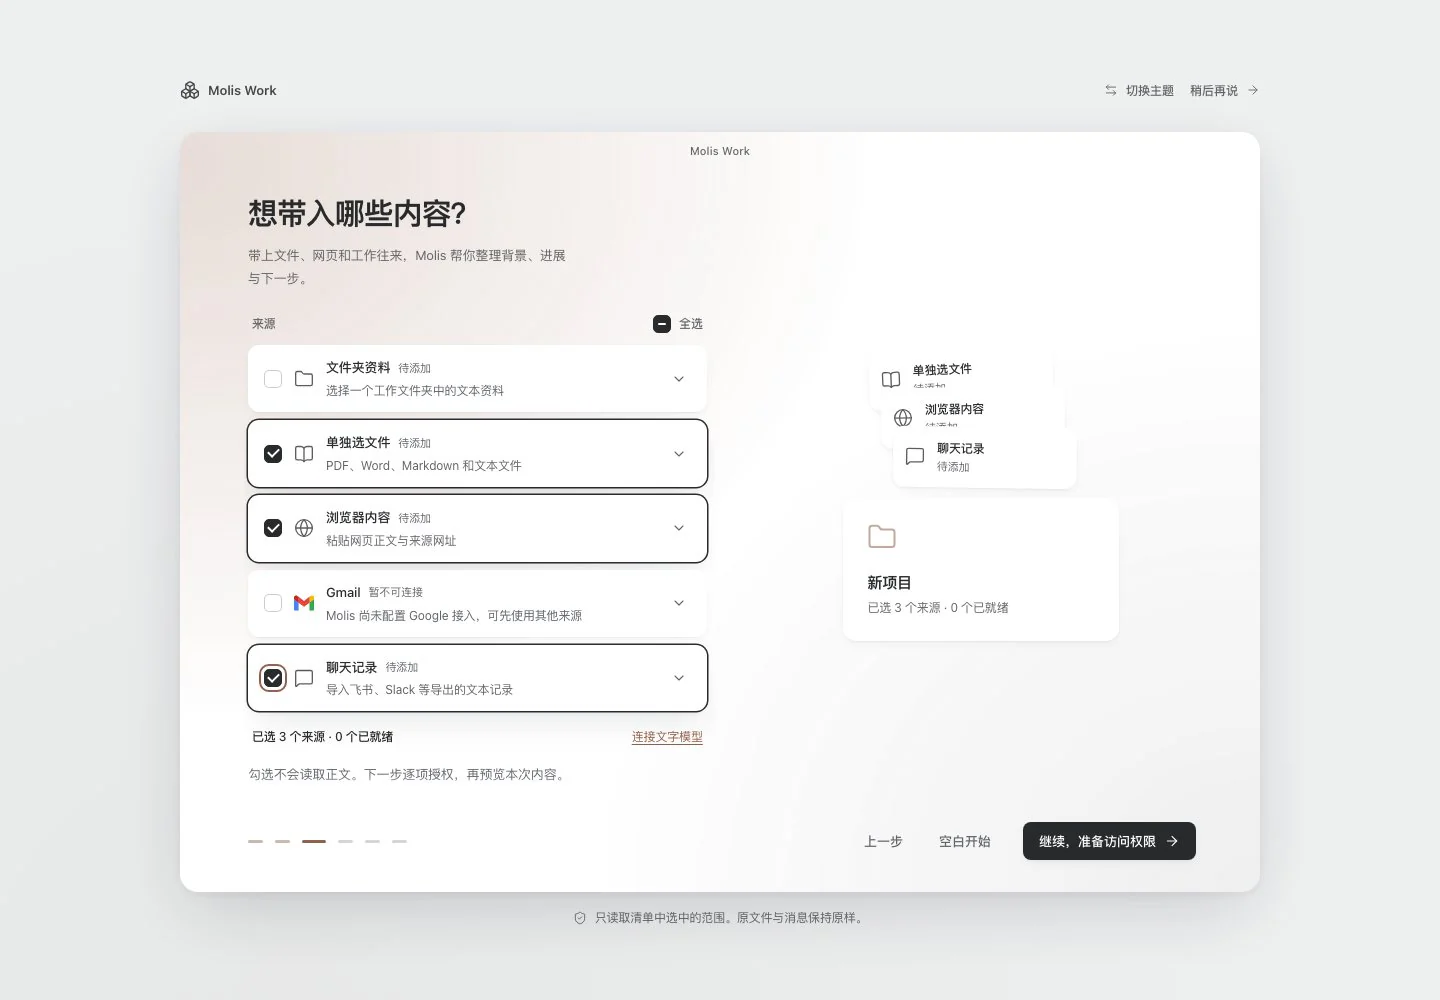 Molis Work
切换主题
稍后再说
Molis Work
想带入哪些内容?
带上文件、网页和工作往来，Molis 帮你整理背景、进展
与下一步。
来源
全选
文件夹资料 待添加
选择一个工作文件夹中的文本资料
单独选文件 待添加
PDF、Word、Markdown 和文本文件
浏览器内容 待添加
粘贴网页正文与来源网址
Gmail 暂不可连接
Molis 尚未配置 Google 接入，可先使用其他来源
聊天记录 待添加
导入飞书、Slack 等导出的文本记录
已选 3 个来源 · 0 个已就绪
连接文字模型
勾选不会读取正文。下一步逐项授权，再预览本次内容。
单独选文件
待添加
浏览器内容
待添加
聊天记录
待添加
新项目
已选 3 个来源 · 0 个已就绪
上一步
空白开始
继续，准备访问权限
只读取清单中选中的范围。原文件与消息保持原样。